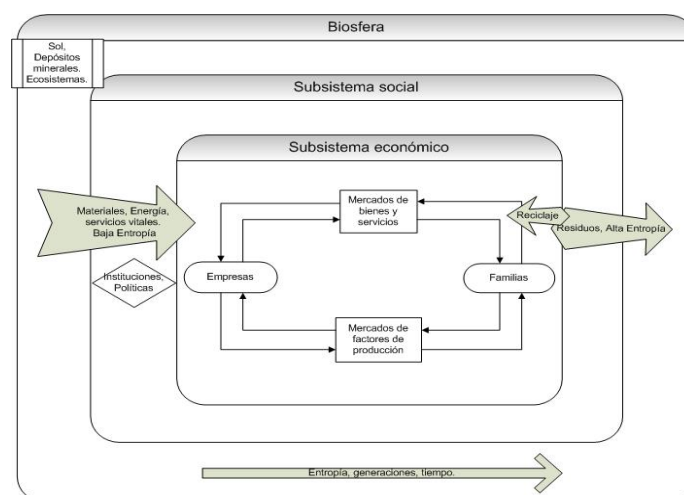 Biosfera
Sol,
Depósitos
minerales.
Ecosistemas.
Subsistema social
Subsistema económico
Materiales, Energía,
servicios vitales.
Baja Entropía
Mercados de
bienes y
servicios
Reciclaje
Residuos, Alta Entropía
Instituciones,
Políticas
Empresas
Familias
Mercados de
factores de
producción
Entropía, generaciones, tiempo.